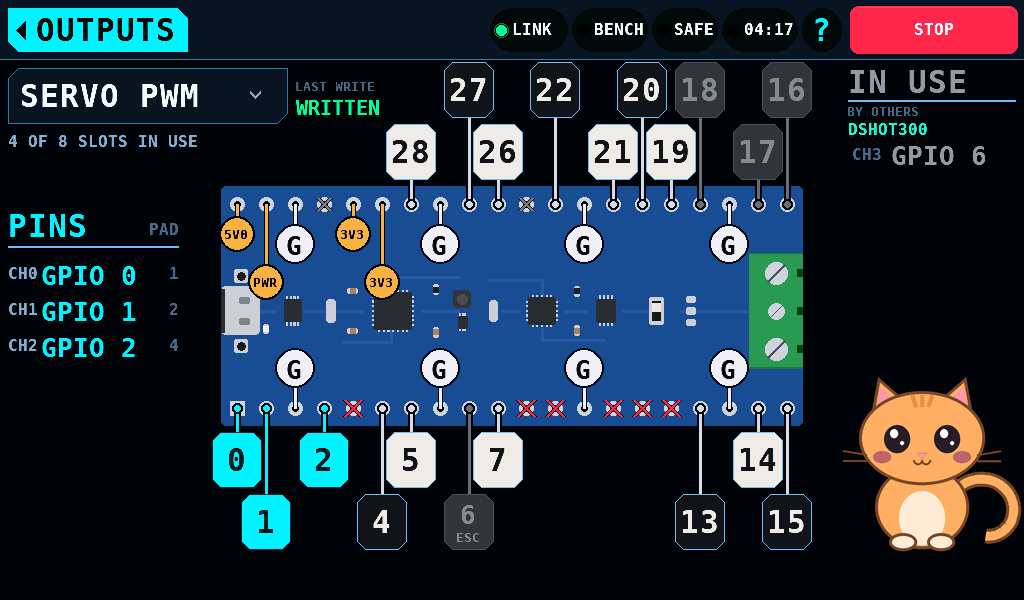 OUTPUTS
LINK
BENCH
SAFE
04:17
?
STOP
SERVO PWM
LAST WRITE
WRITTEN
4 OF 8 SLOTS IN USE
27
22
20
18
16
28
26
21
19
17
IN USE
BY OTHERS
DSHOT300
CH3 GPIO 6
PINS PAD
CH0 GPIO 0 1
CH1 GPIO 1 2
CH2 GPIO 2 4
5V0
G
3V3
G
G
G
PWR
3V3
G
G
G
G
0
2
5
7
14
1
4
6
ESC
13
15